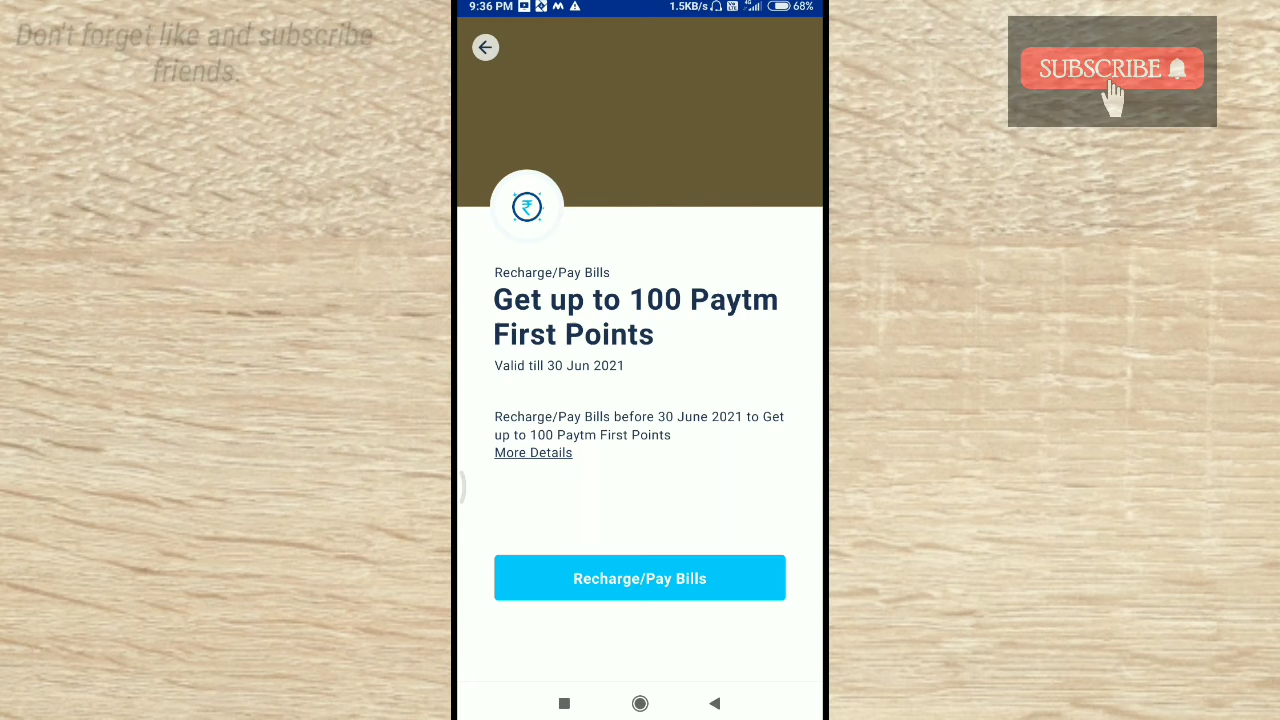 Don't forget like and subscribe
friends.
SUBSCRIBE
9:36 PM
1.5KB/s
4G
68%
Recharge/Pay Bills
Get up to 100 Paytm
First Points
Valid till 30 Jun 2021
Recharge/Pay Bills before 30 June 2021 to Get
up to 100 Paytm First Points
More Details
Recharge/Pay Bills